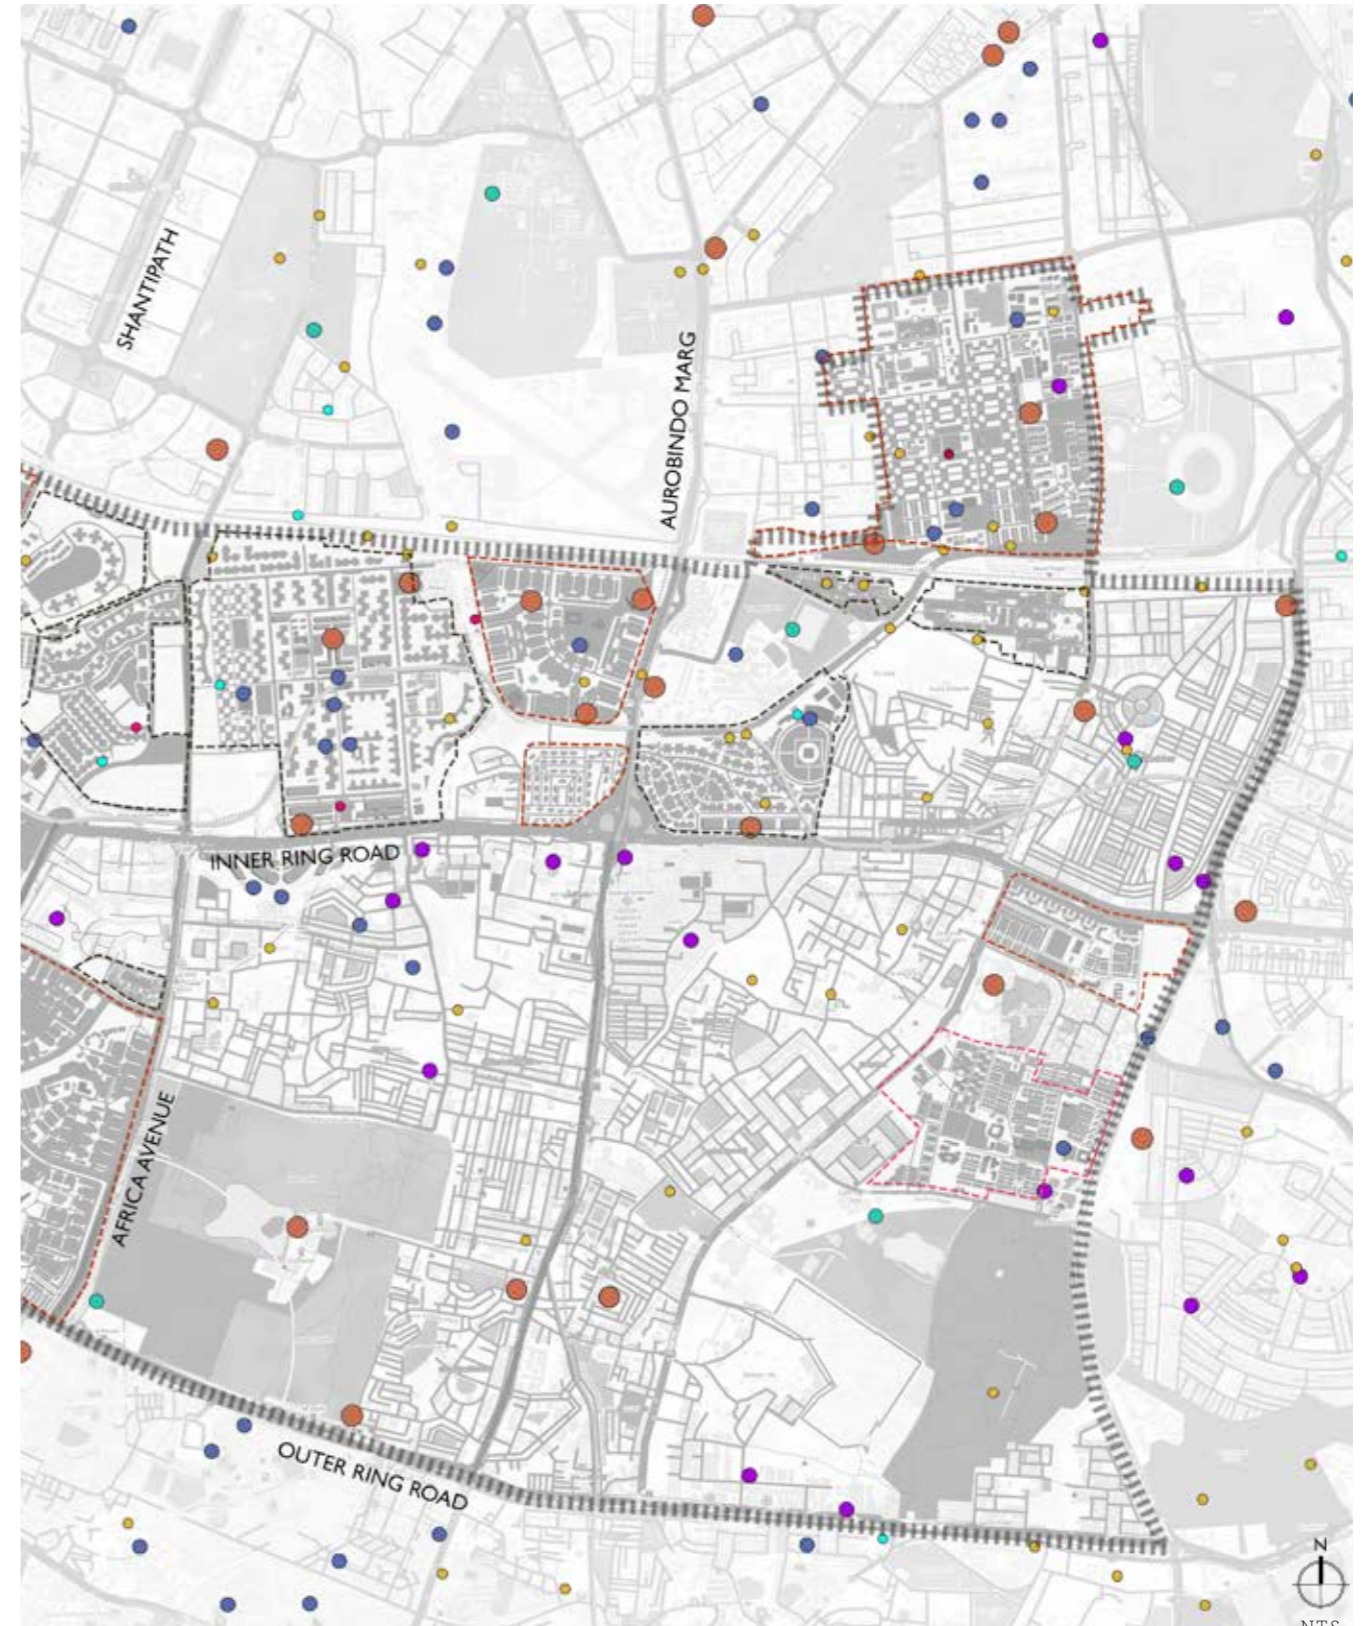 SHANTIPATH
AUROBINDO MARG
INNER RING ROAD
AFRICA AVENUE
OUTER RING ROAD
N
NTS